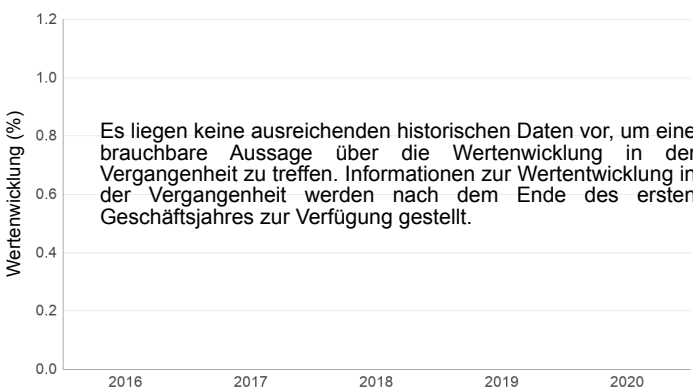 1.2
1.0
0.8
0.6
0.4
0.2
0.0
Wertenwicklung (%)
Es liegen keine ausreichenden historischen Daten vor, um eine
brauchbare Aussage über die Wertenwicklung in der
Vergangenheit zu treffen. Informationen zur Wertentwicklung in
der Vergangenheit werden nach dem Ende des ersten
Geschäftsjahres zur Verfügung gestellt.
2016 2017 2018 2019 2020